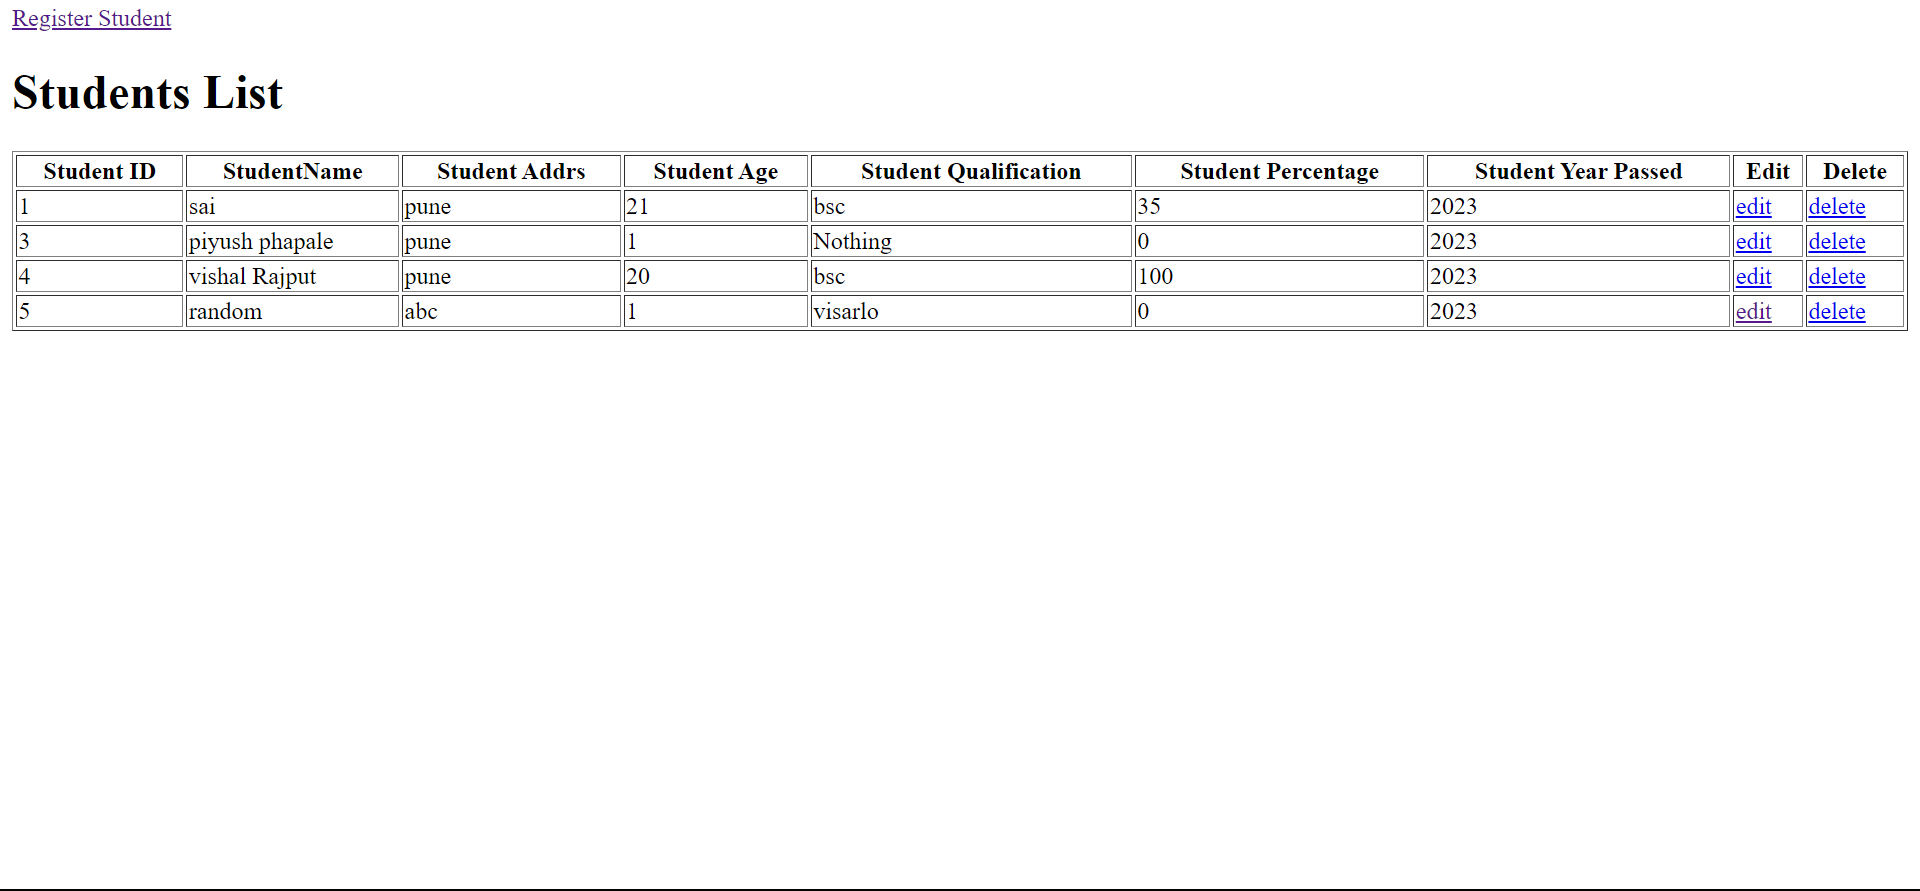 Register Student
Students List
Student ID StudentName Student Addrs Student Age Student Qualification Student Percentage Student Year Passed Edit Delete
1 sai pune 21 bsc 35 2023 edit delete
3 piyush phapale pune 1 Nothing 0 2023 edit delete
4 vishal Rajput pune 20 bsc 100 2023 edit delete
5 random abc 1 visarlo 0 2023 edit delete